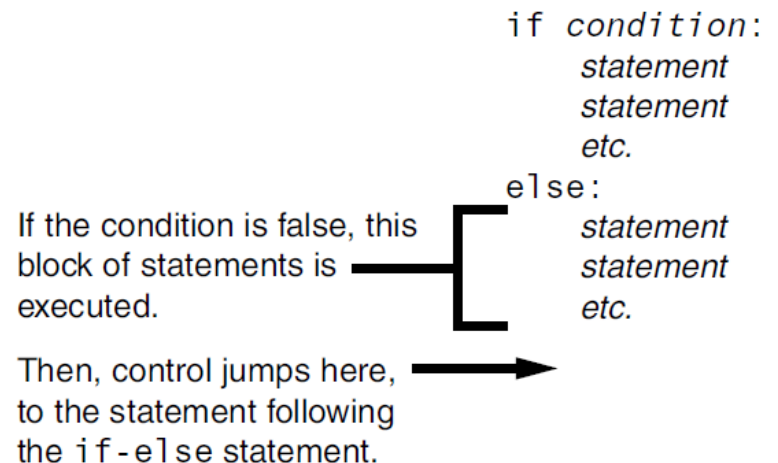 if condition:
statement
statement
etc.
else:
If the condition is false, this
block of statements is
executed.
statement
statement
etc.
Then, control jumps here,
to the statement following
the if-else statement.